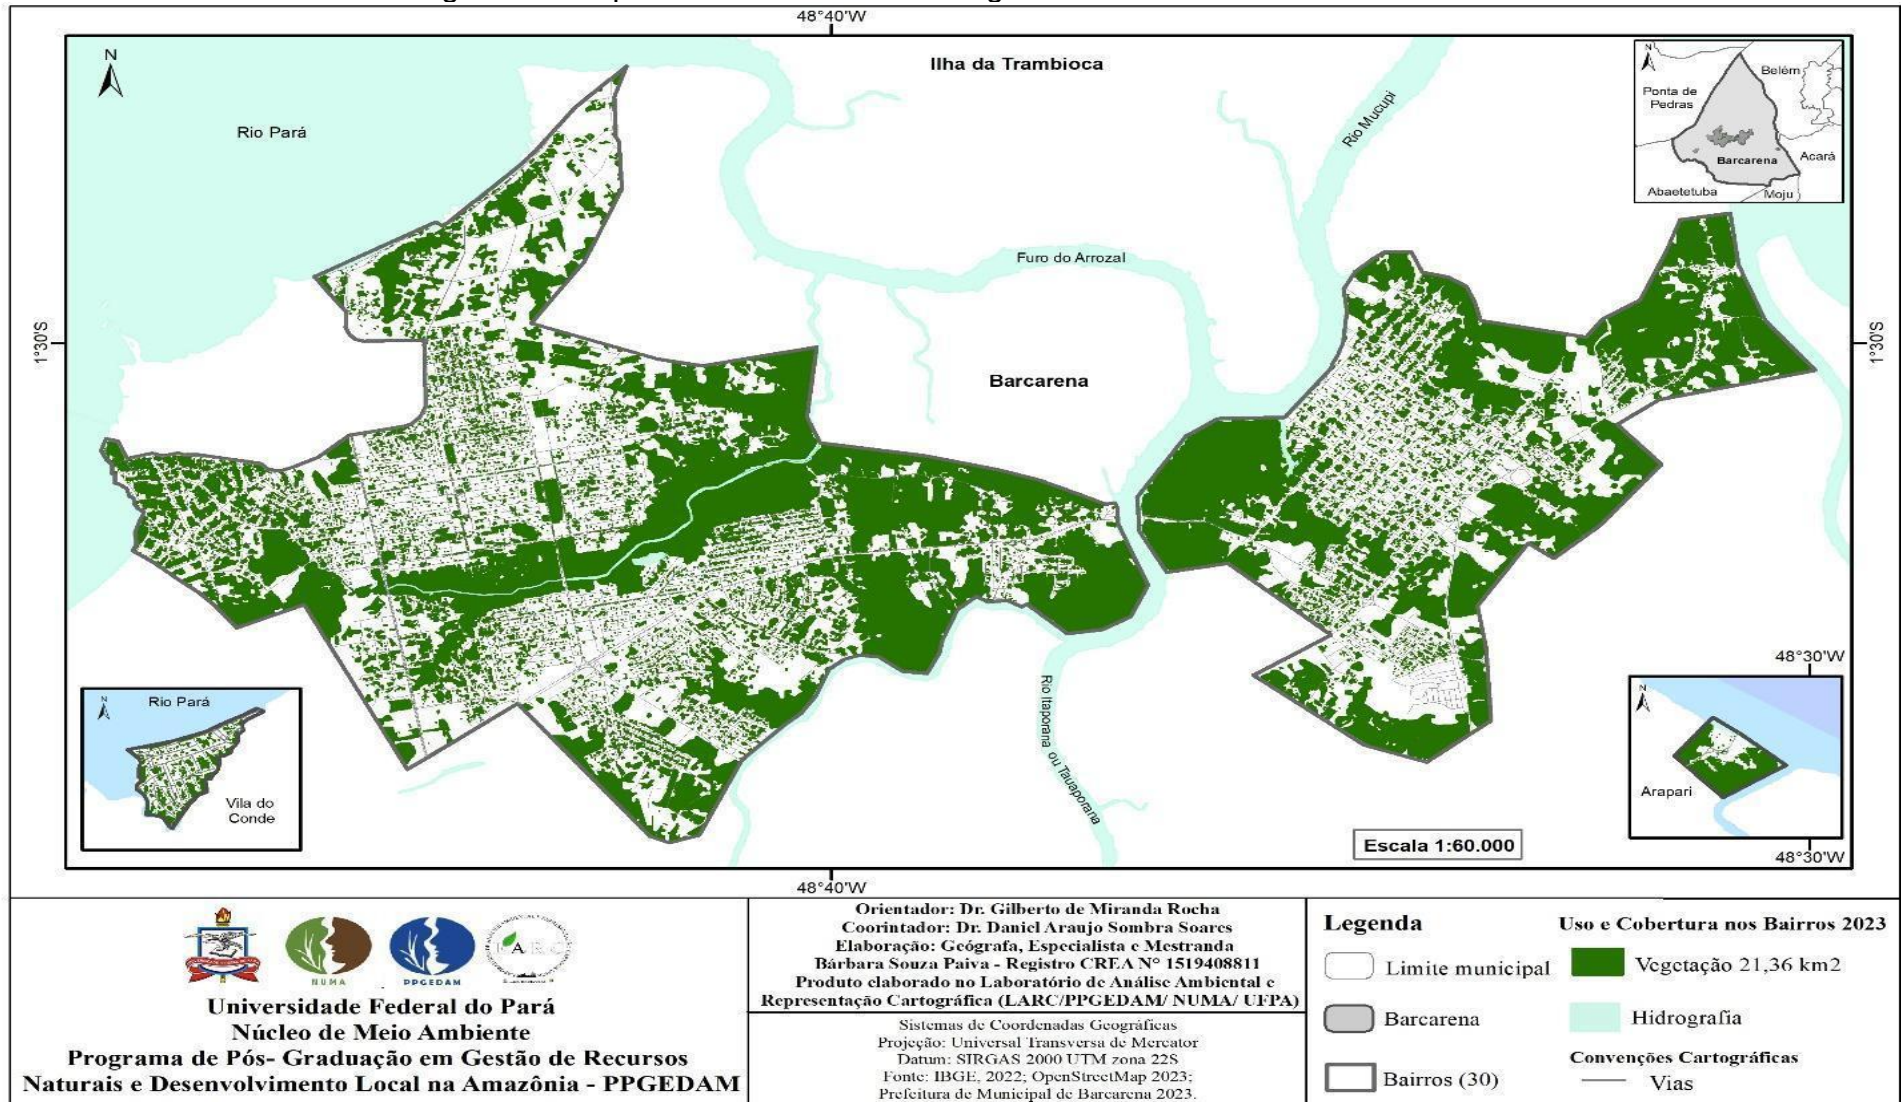 48°40'W
N
Ilha da Trambioca
Rio Pará
Rio Mucupi
N
Belém
Ponta de
Pedras
Barcarena
Acará
Abaetetuba
Moju
Furo do Arrozal
1°30'S
1°30'S
Barcarena
Rio Itaporana ou Tauaporana
48°30'W
N
Rio Pará
Vila do
Conde
N
Arapari
Escala 1:60.000
48°40'W
48°30'W
NUMA
PPGEDAM
LARC
Universidade Federal do Pará
Núcleo de Meio Ambiente
Programa de Pós- Graduação em Gestão de Recursos
Naturais e Desenvolvimento Local na Amazônia - PPGEDAM
Orientador: Dr. Gilberto de Miranda Rocha
Coorintador: Dr. Daniel Araujo Sombra Soares
Elaboração: Geógrafa, Especialista e Mestranda
Bárbara Souza Paiva - Registro CREA N° 1519408811
Produto elaborado no Laboratório de Análise Ambiental e
Representação Cartográfica (LARC/PPGEDAM/ NUMA/ UFPA)
Sistemas de Coordenadas Geográficas
Projeção: Universal Transversa de Mercator
Datum: SIRGAS 2000 UTM zona 22S
Fonte: IBGE, 2022; OpenStreetMap 2023;
Prefeitura de Municipal de Barcarena 2023.
Legenda
Limite municipal
Barcarena
Bairros (30)
Uso e Cobertura nos Bairros 2023
Vegetação 21,36 km2
Hidrografia
Convenções Cartográficas
Vias